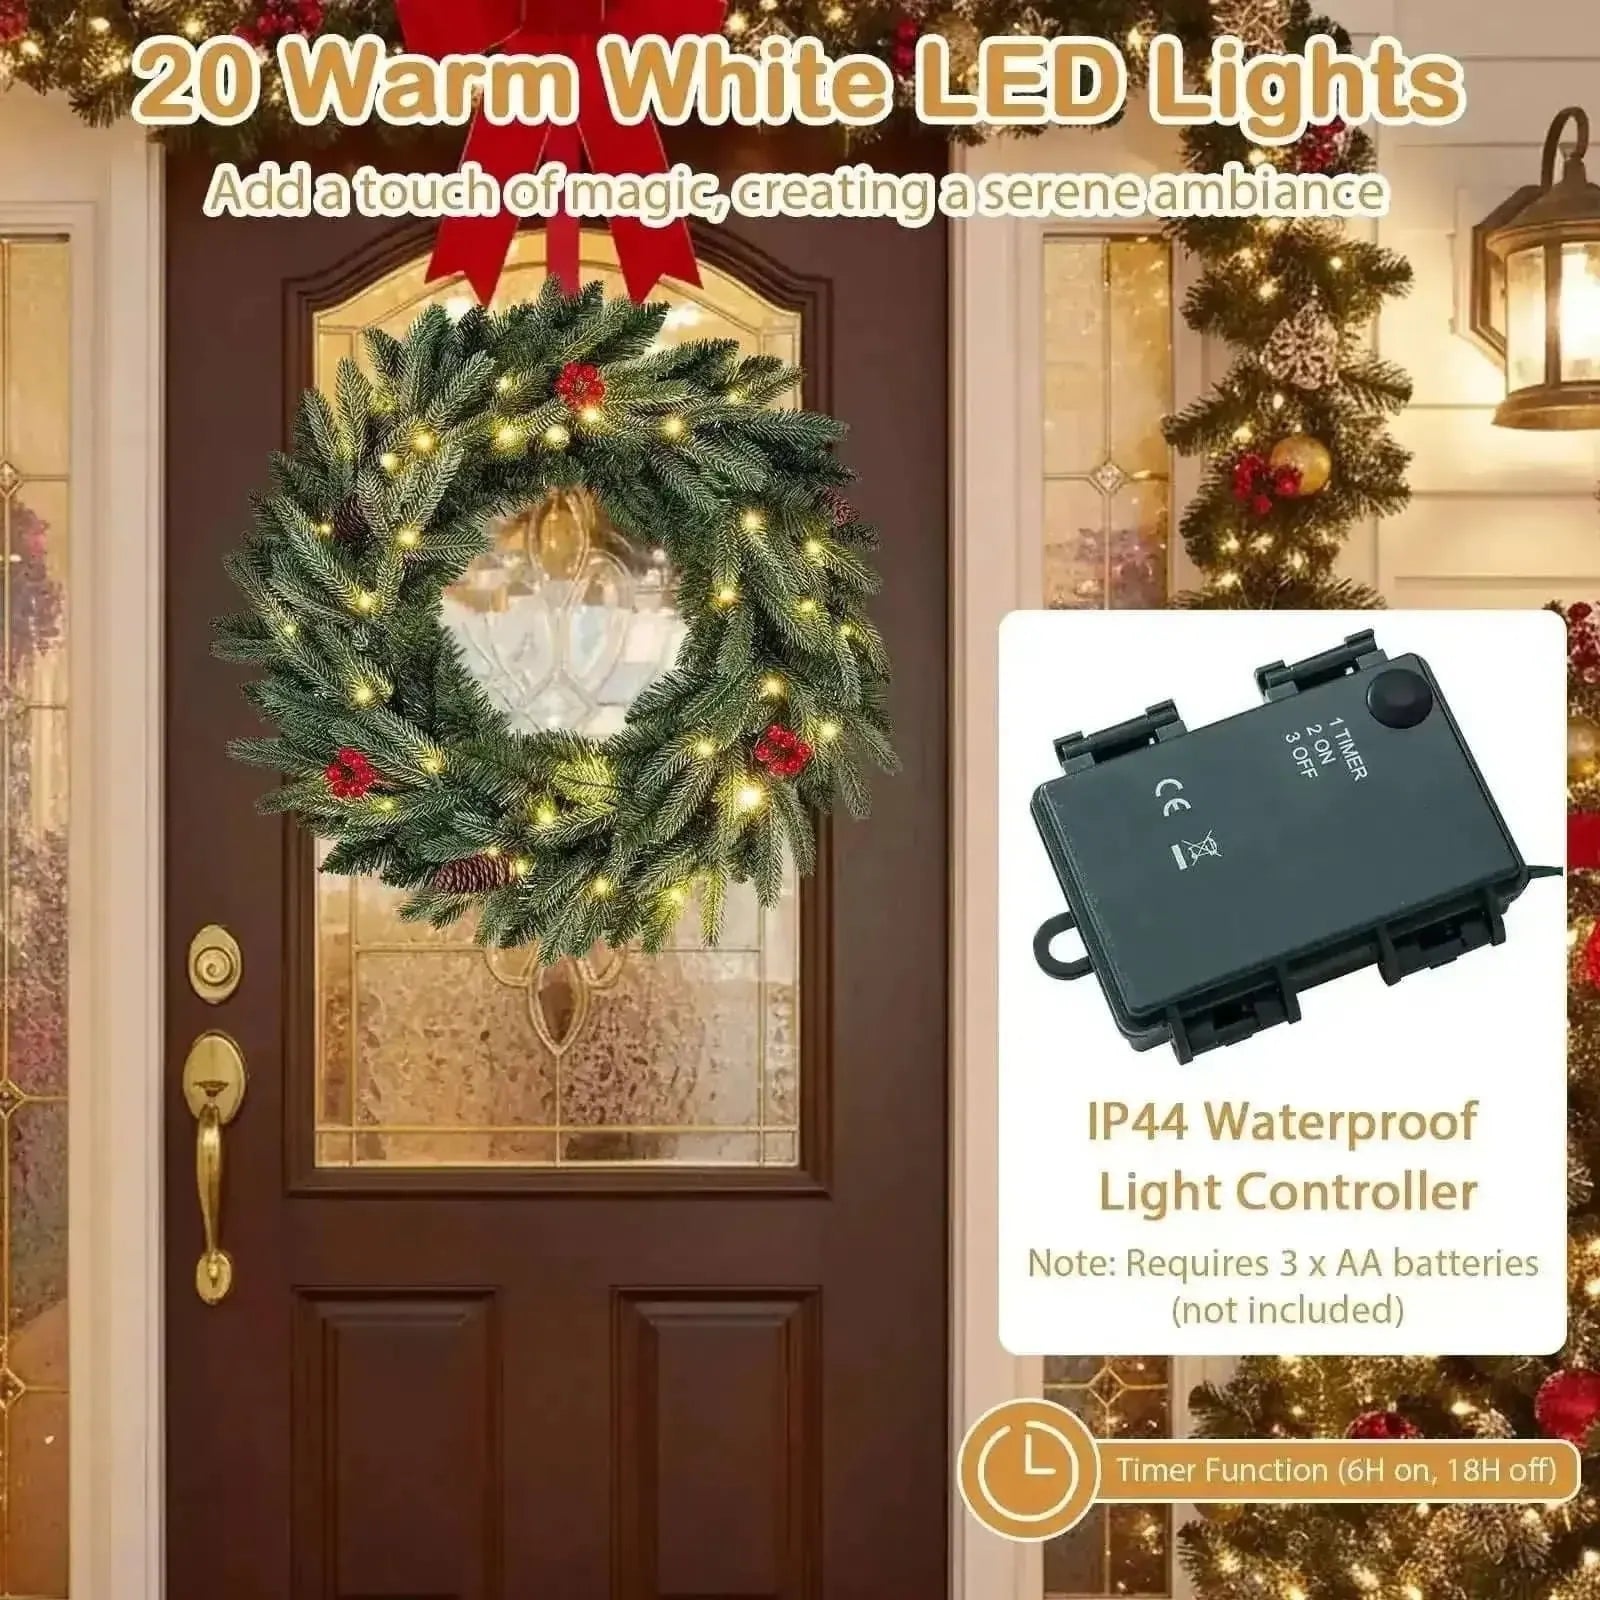 20 Warm White LED Lights
Add a touch of magic, creating a serene ambiance
1 TIMER
2 ON
3 OFF
CE
IP44 Waterproof
Light Controller
Note: Requires 3 x AA batteries
(not included)
Timer Function (6H on, 18H off)